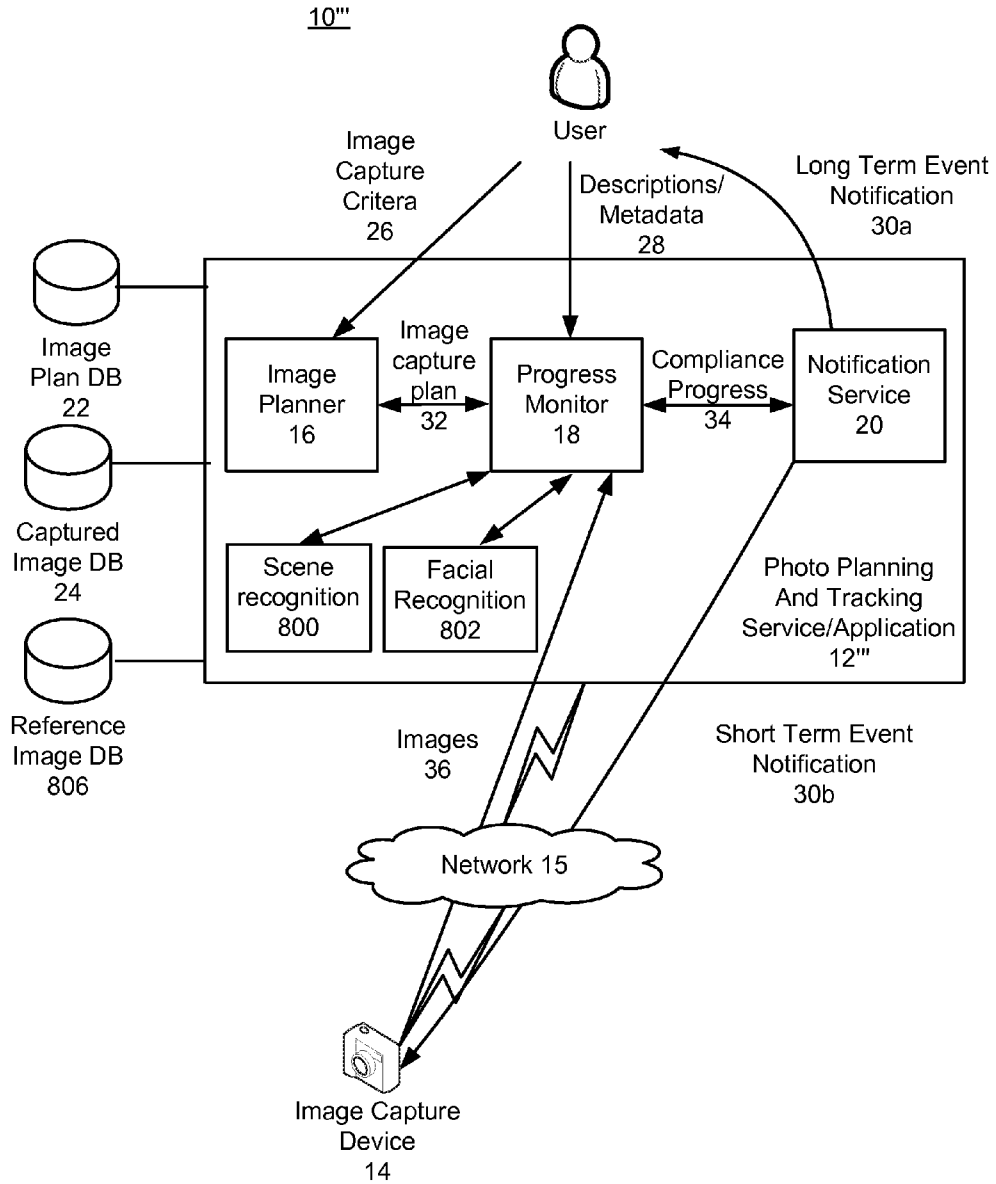 10'''
User
Image
Capture
Critera
26
Descriptions/
Metadata
28
Long Term Event
Notification
30a
Image
Plan DB
22
Image
Planner
16
Image
capture
plan
32
Progress
Monitor
18
Compliance
Progress
34
Notification
Service
20
Captured
Image DB
24
Scene
recognition
800
Facial
Recognition
802
Photo Planning
And Tracking
Service/Application
12'''
Reference
Image DB
806
Images
36
Short Term Event
Notification
30b
Network 15
Image Capture
Device
14